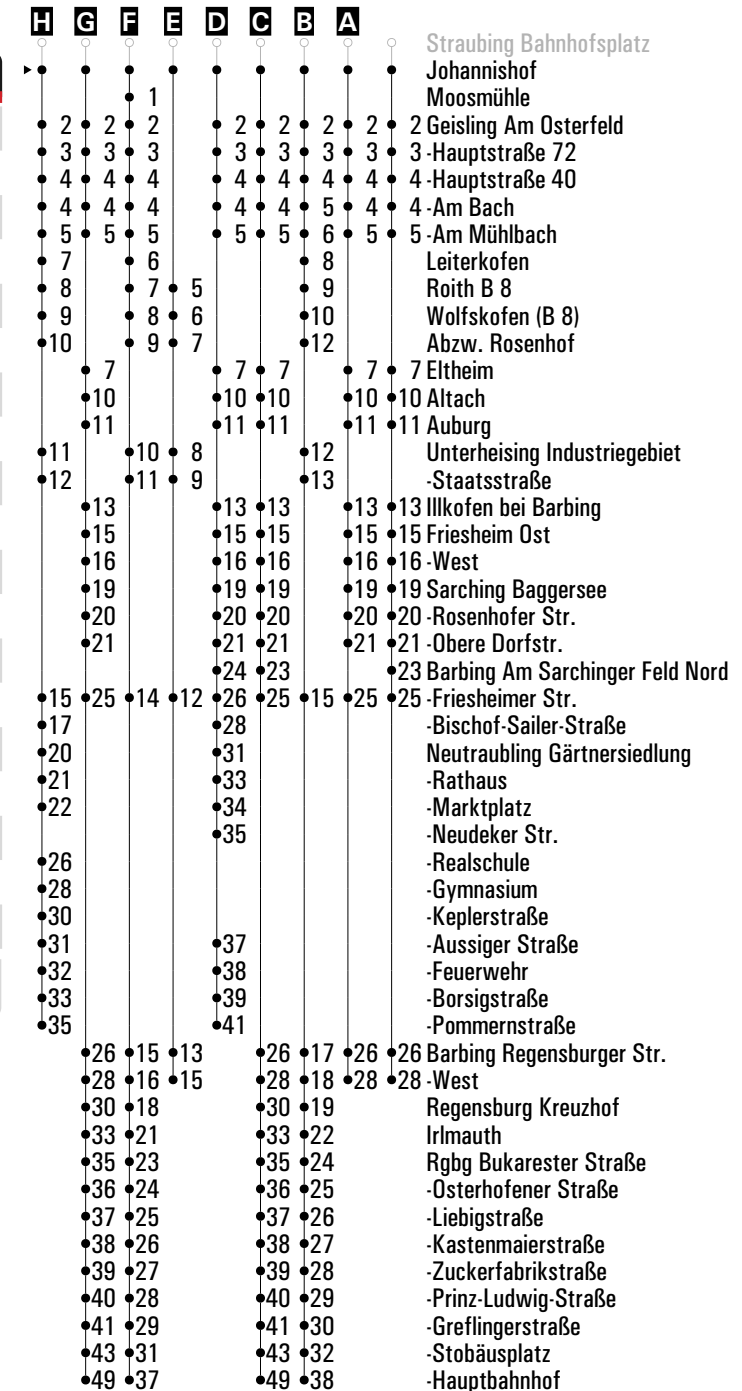 H G F E D C B A
Straubing Bahnhofsplatz
Johannishof
1 Moosmühle
2 2 2 2 2 2 2 2 Geisling Am Osterfeld
3 3 3 3 3 3 3 3 -Hauptstraße 72
4 4 4 4 4 4 4 4 -Hauptstraße 40
4 4 4 4 4 5 4 4 -Am Bach
5 5 5 5 5 6 5 5 -Am Mühlbach
7 6 8 Leiterkofen
8 7 5 9 Roith B 8
9 8 6 10 Wolfskofen (B 8)
10 9 7 12 Abzw. Rosenhof
7 7 7 7 7 Eltheim
10 10 10 10 10 Altach
11 11 11 11 11 Auburg
11 10 8 12 Unterheising Industriegebiet
12 11 9 13 -Staatsstraße
13 13 13 13 13 Illkofen bei Barbing
15 15 15 15 15 Friesheim Ost
16 16 16 16 16 -West
19 19 19 19 19 Sarching Baggersee
20 20 20 20 20 -Rosenhofer Str.
21 21 21 21 21 -Obere Dorfstr.
24 23 23 Barbing Am Sarchinger Feld Nord
15 25 14 12 26 25 15 25 25 -Friesheimer Str.
17 28 -Bischof-Sailer-Straße
20 31 Neutraubling Gärtnersiedlung
21 33 -Rathaus
22 34 -Marktplatz
35 -Neudeker Str.
26 -Realschule
28 -Gymnasium
30 -Keplerstraße
31 37 -Aussiger Straße
32 38 -Feuerwehr
33 39 -Borsigstraße
35 41 -Pommernstraße
26 15 13 26 17 26 26 Barbing Regensburger Str.
28 16 15 28 18 28 28 -West
30 18 30 19 Regensburg Kreuzhof
33 21 33 22 Irlmauth
35 23 35 24 Rgbg Bukarester Straße
36 24 36 25 -Osterhofener Straße
37 25 37 26 -Liebigstraße
38 26 38 27 -Kastenmaierstraße
39 27 39 28 -Zuckerfabrikstraße
40 28 40 29 -Prinz-Ludwig-Straße
41 29 41 30 -Greflingerstraße
43 31 43 32 -Stobäusplatz
49 37 49 38 -Hauptbahnhof